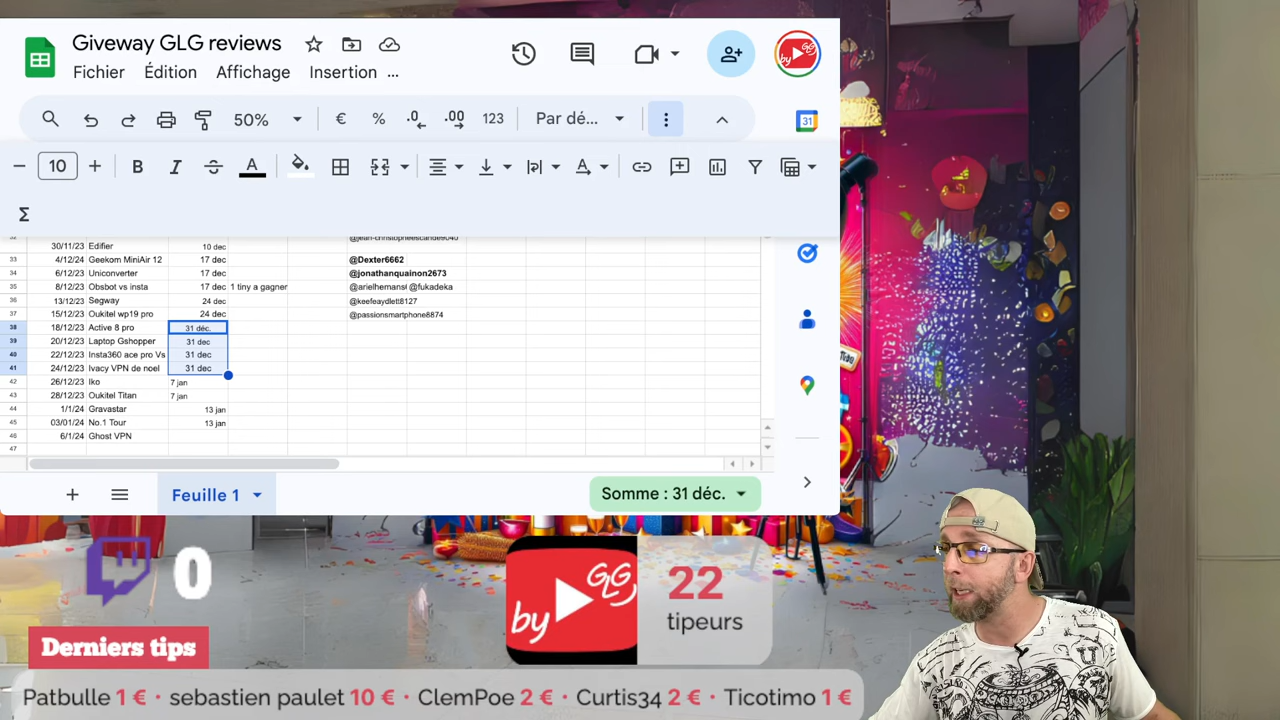 Giveway GLG reviews
Fichier Édition Affichage Insertion ...
50% € % .0 .00 123 Par dé...
31
10 B I A
Σ
32 @jean-christopheescande6040
30/11/23 Edifier 10 dec
33 4/12/24 Geekom MiniAir 12 17 dec @Dexter6662
34 6/12/23 Uniconverter 17 dec @jonathanquainon2673
35 8/12/23 Obsbot vs insta 17 dec 1 tiny a gagner @arielhemans @fukadeka
36 13/12/23 Segway 24 dec @keefeaydlett8127
37 15/12/23 Oukitel wp19 pro 24 dec @passionsmartphone8874
38 18/12/23 Active 8 pro 31 déc.
39 20/12/23 Laptop Gshopper 31 dec
40 22/12/23 Insta360 ace pro Vs 31 dec
41 24/12/23 Ivacy VPN de noel 31 dec
42 26/12/23 Iko 7 jan
43 28/12/23 Oukitel Titan 7 jan
44 1/1/24 Gravastar 13 jan
45 03/01/24 No.1 Tour 13 jan
46 6/1/24 Ghost VPN
47
Feuille 1
Somme : 31 déc.
0
by GLG
22
tipeurs
Derniers tips
Patbulle 1 € · sebastien paulet 10 € · ClemPoe 2 € · Curtis34 2 € · Ticotimo 1 €